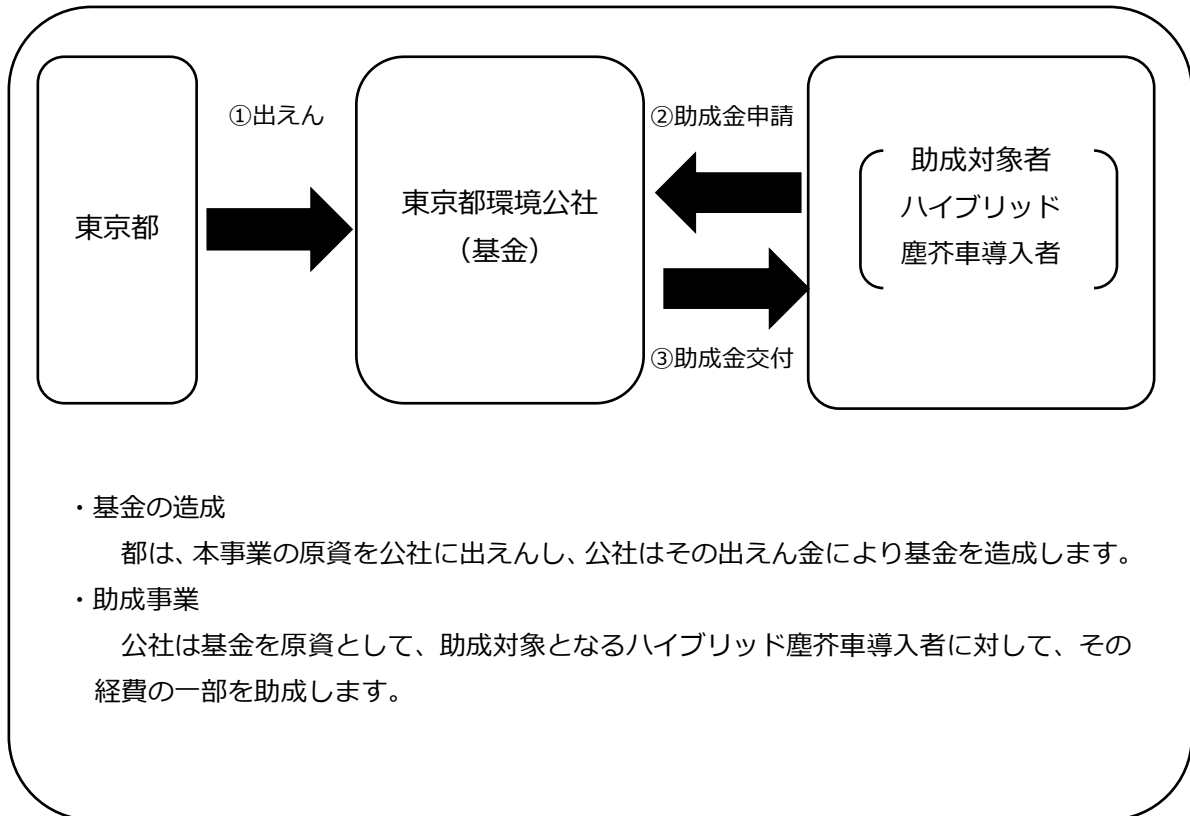 東京都
①出えん
東京都環境公社
（基金）
②助成金申請
③助成金交付
助成対象者
ハイブリッド
塵芥車導入者
・基金の造成
都は、本事業の原資を公社に出えんし、公社はその出えん金により基金を造成します。
・助成事業
公社は基金を原資として、助成対象となるハイブリッド塵芥車導入者に対して、その
経費の一部を助成します。